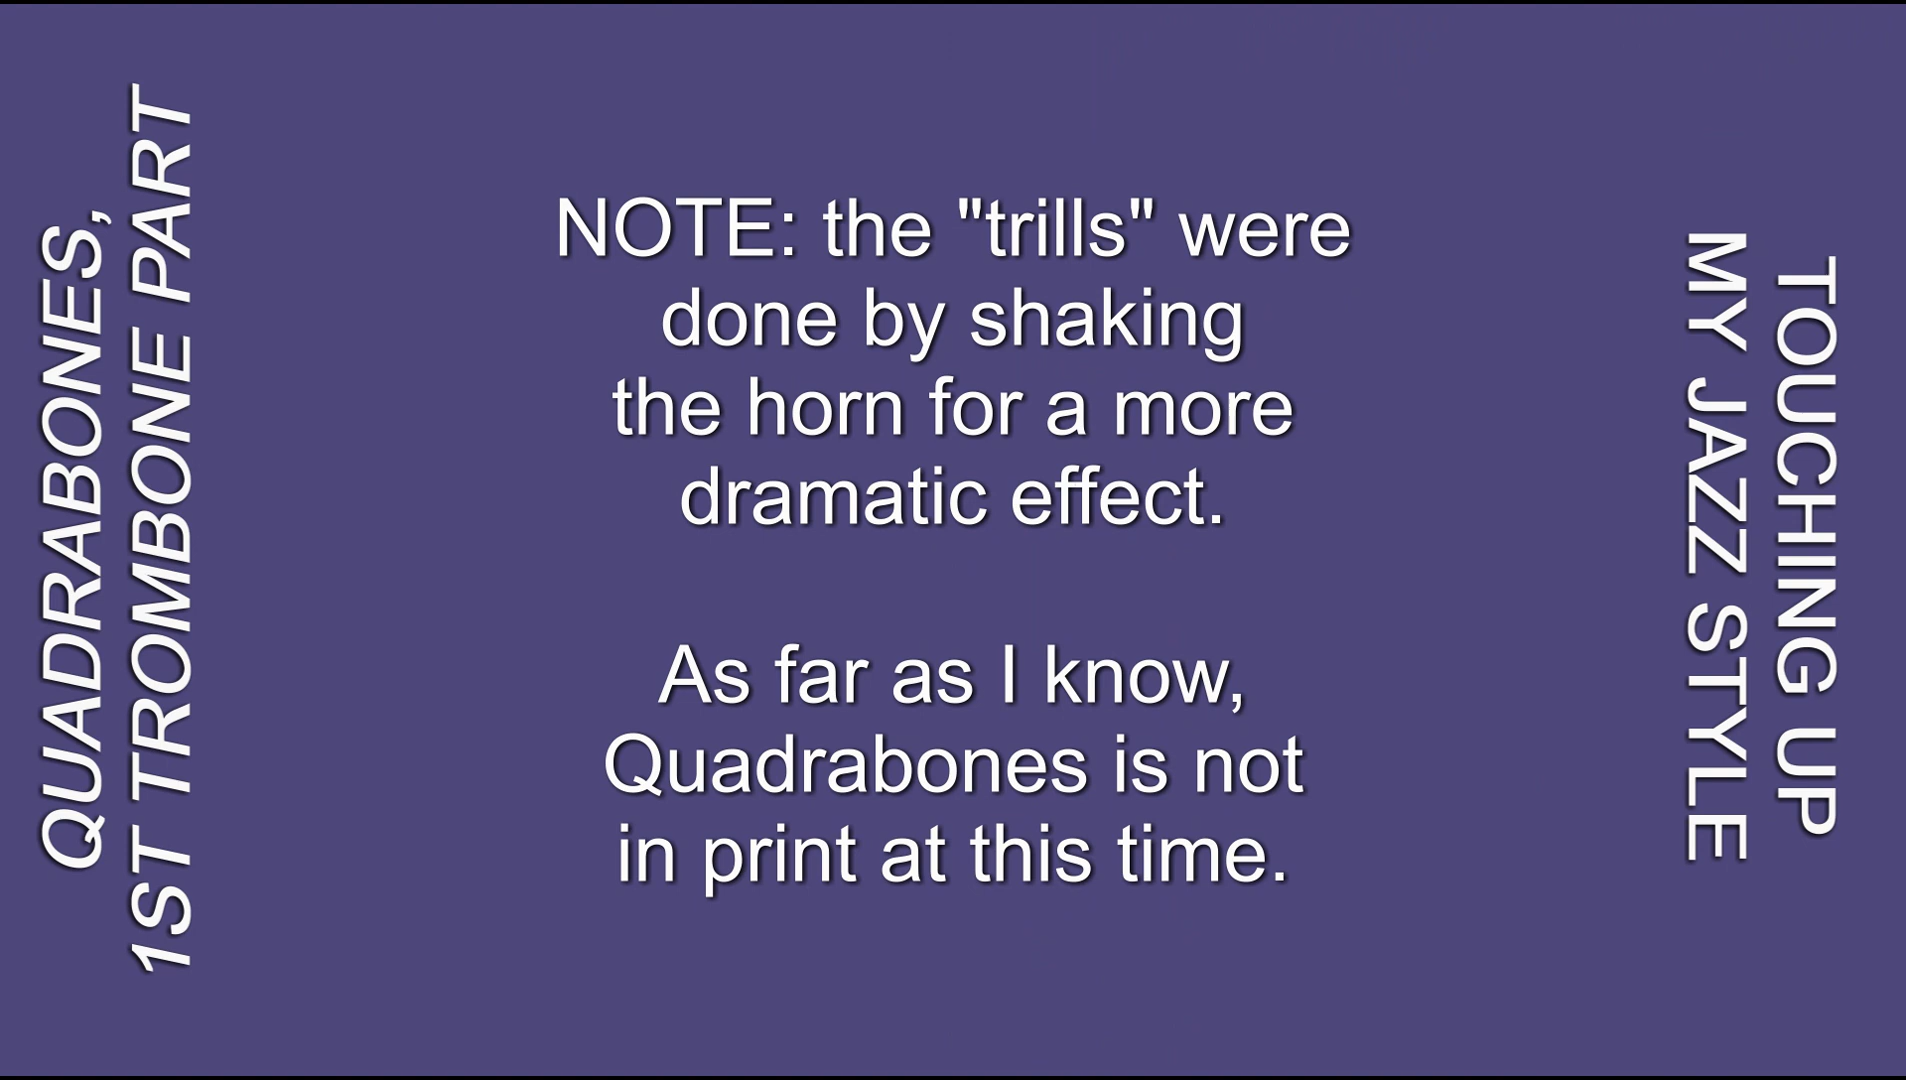 QUADRABONES,
1ST TROMBONE PART
NOTE: the "trills" were
done by shaking
the horn for a more
dramatic effect.
As far as I know,
Quadrabones is not
in print at this time.
TOUCHING UP
MY JAZZ STYLE